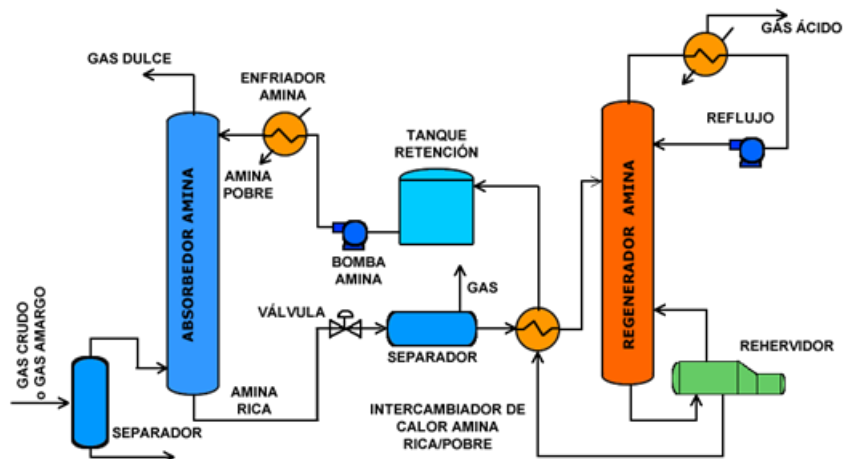 GAS DULCE
ENFRIADOR
AMINA
AMINA
POBRE
TANQUE
RETENCIÓN
BOMBA
AMINA
GAS ÁCIDO
REFLUJO
ABSORBEDOR AMINA
REGENERADOR AMINA
GAS CRUDO
o GAS AMARGO
SEPARADOR
AMINA
RICA
VÁLVULA
GAS
SEPARADOR
INTERCAMBIADOR DE
CALOR AMINA
RICA/POBRE
REHERVIDOR